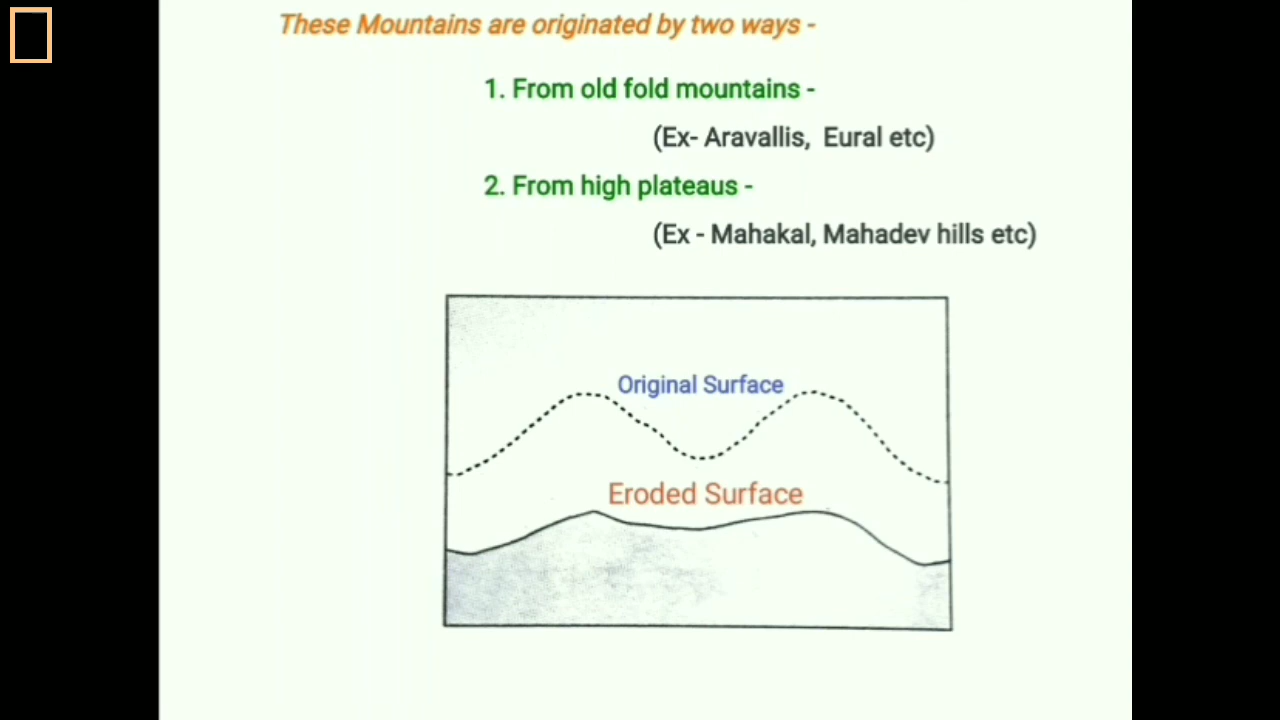 These Mountains are originated by two ways -
1. From old fold mountains -
(Ex- Aravallis, Eural etc)
2. From high plateaus -
(Ex - Mahakal, Mahadev hills etc)
Original Surface
Eroded Surface